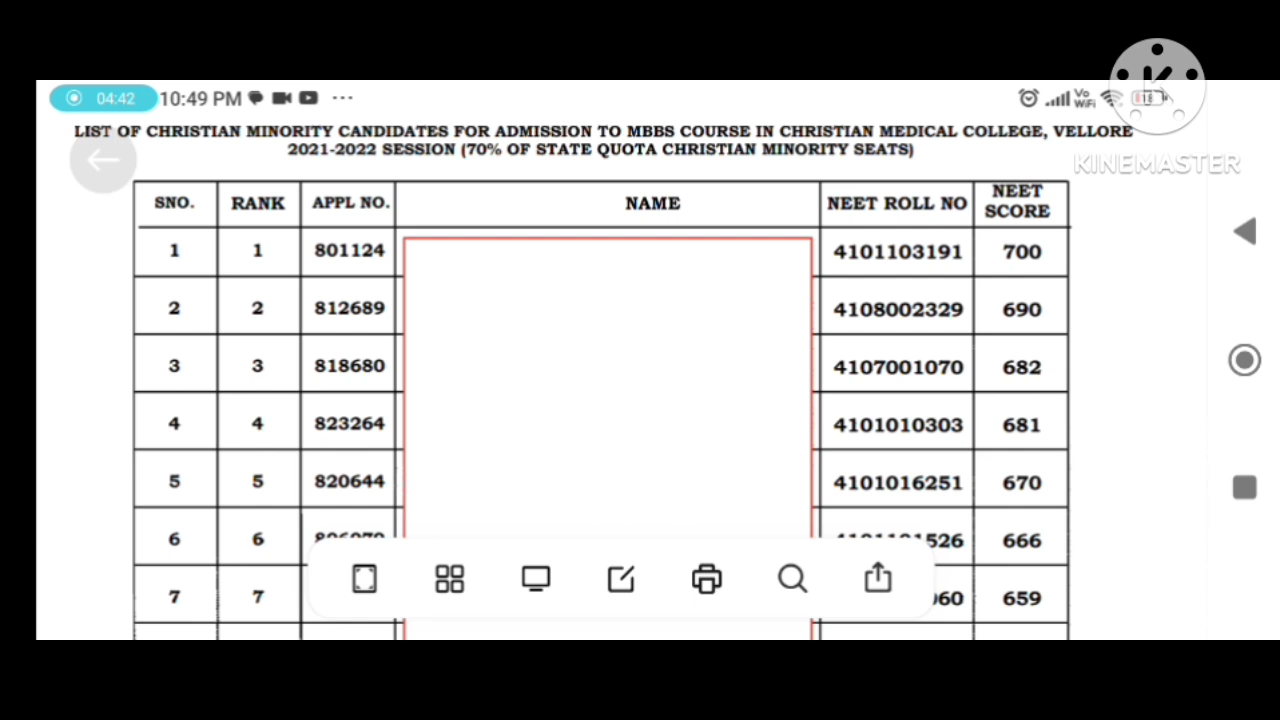 04:42 10:49 PM ...
Vo WiFi 18
LIST OF CHRISTIAN MINORITY CANDIDATES FOR ADMISSION TO MBBS COURSE IN CHRISTIAN MEDICAL COLLEGE, VELLORE
2021-2022 SESSION (70% OF STATE QUOTA CHRISTIAN MINORITY SEATS)
KINEMASTER
SNO. RANK APPL NO. NAME NEET ROLL NO NEET SCORE
1 1 801124 4101103191 700
2 2 812689 4108002329 690
3 3 818680 4107001070 682
4 4 823264 4101010303 681
5 5 820644 4101016251 670
6 6 526 666
7 7 060 659